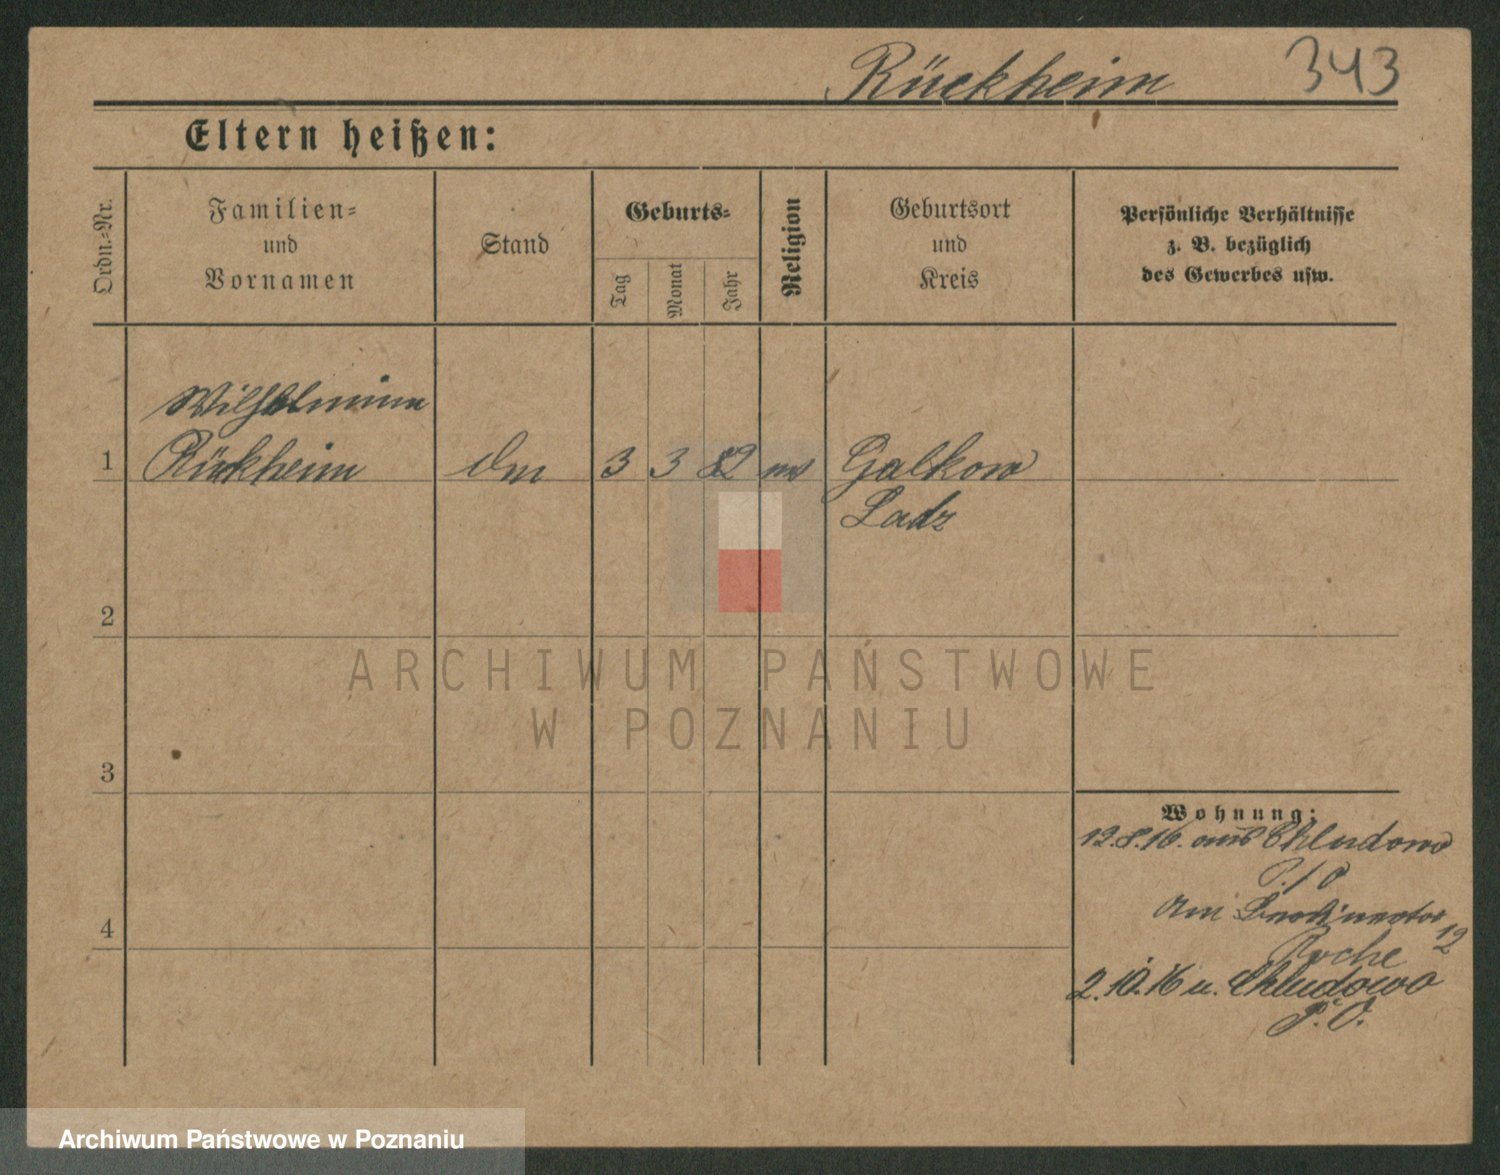 Rückheim 343
Eltern heißen:
Ordn.-Nr.
Familien-
und
Vornamen
Stand
Geburts-
Tag
Monat
Jahr
Religion
Geburtsort
und
Kreis
Persönliche Verhältnisse
z. B. bezüglich
des Gewerbes usw.
Wilhelmine
1 Rückheim 3 3 82 Galkow
Lodz
2
ARCHIWUM PAŃSTWOWE
W POZNANIU
3
Wohnung:
12.8.16. aus Chludowo
P./O
Am 12
2.10.16 n. Chludowo
P. O.
4
Archiwum Państwowe w Poznaniu